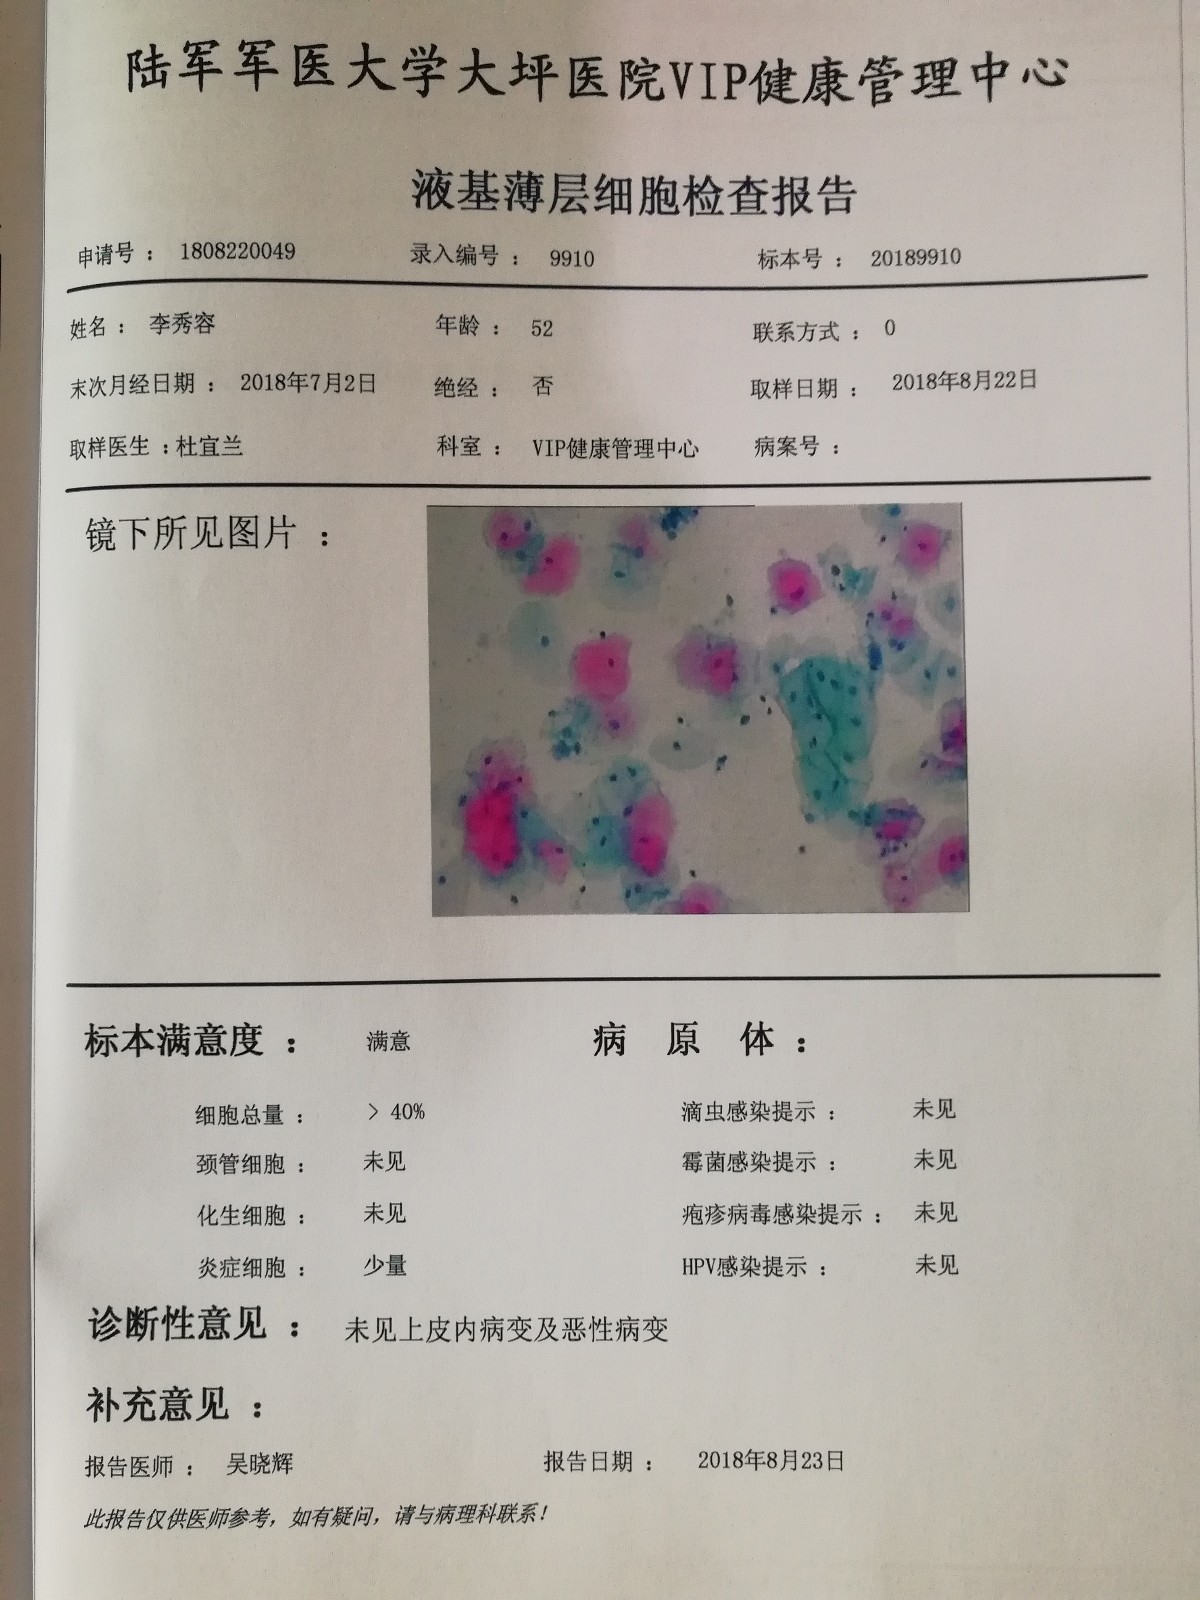 陆军军医大学大坪医院VIP健康管理中心
液基薄层细胞检查报告
申请号 ： 1808220049 录入编号 ： 9910 标本号 ： 20189910
姓名 ： 李秀容 年龄 ： 52 联系方式 ： 0
末次月经日期 ： 2018年7月2日 绝经 ： 否 取样日期 ： 2018年8月22日
取样医生 ：杜宜兰 科室 ： VIP健康管理中心 病案号 ：
镜下所见图片 ：
标本满意度 ： 满意 病 原 体 ：
细胞总量 ： > 40% 滴虫感染提示 ： 未见
颈管细胞 ： 未见 霉菌感染提示 ： 未见
化生细胞 ： 未见 疱疹病毒感染提示 ： 未见
炎症细胞 ： 少量 HPV感染提示 ： 未见
诊断性意见 ： 未见上皮内病变及恶性病变
补充意见 ：
报告医师 ： 吴晓辉 报告日期 ： 2018年8月23日
此报告仅供医师参考，如有疑问，请与病理科联系！